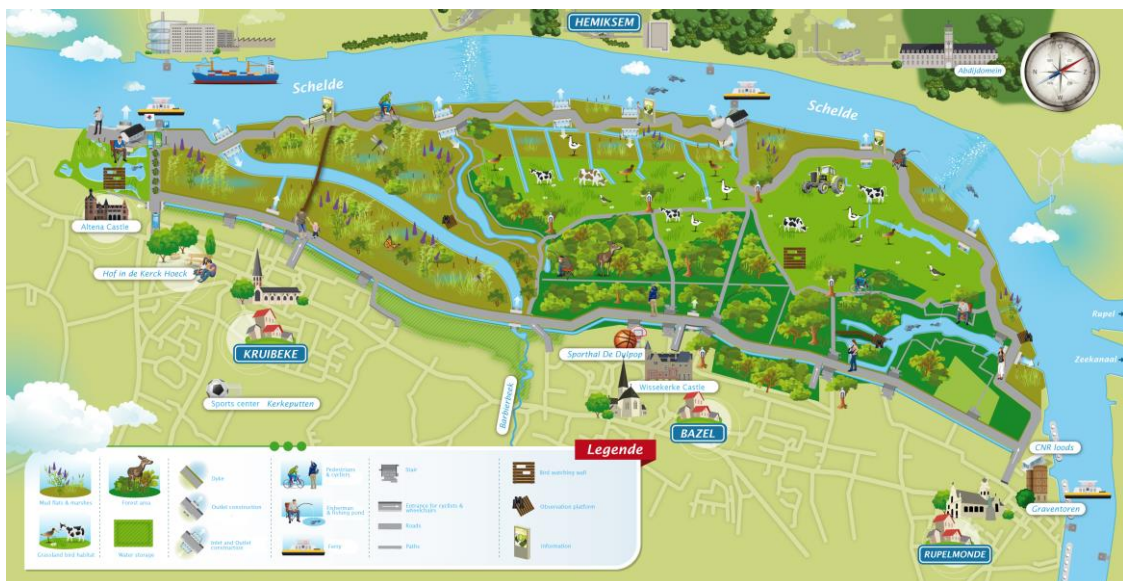 HEMIKSEM
Abdijdomein
Schelde
Schelde
Altena Castle
Hof in de Kerck Hoeck
KRUIBEKE
Sports center Kerkeputten
Barbierbeek
Sporthal De Dulpop
Wissekerke Castle
BAZEL
Rupel
Zeekanaal
CNR loods
Graventoren
RUPELMONDE
Legende
Mud flats & marshes
Forest area
Grassland bird habitat
Water storage
Dyke
Outlet construction
Inlet and Outlet
construction
Pedestrians
& cyclists
Fisherman
& fishing pond
Ferry
Stair
Entrance for cyclists &
wheelchairs
Roads
Paths
Bird watching wall
Observation platform
Information